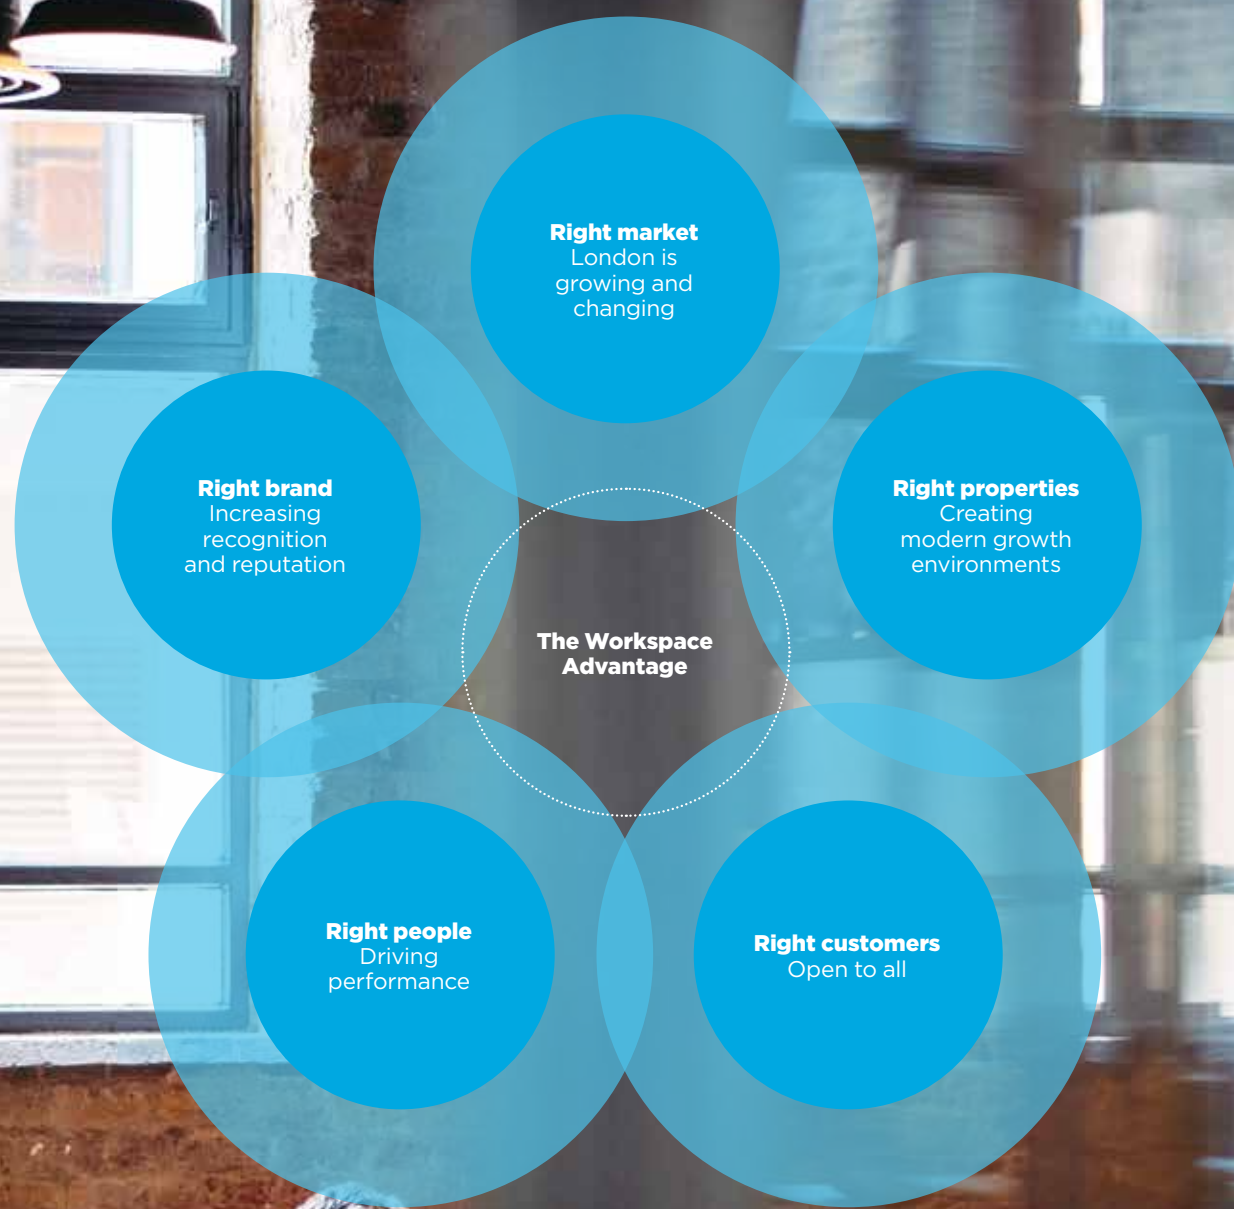 Right market
London is
growing and
changing
Right brand
Increasing
recognition
and reputation
Right properties
Creating
modern growth
environments
The Workspace
Advantage
Right people
Driving
performance
Right customers
Open to all